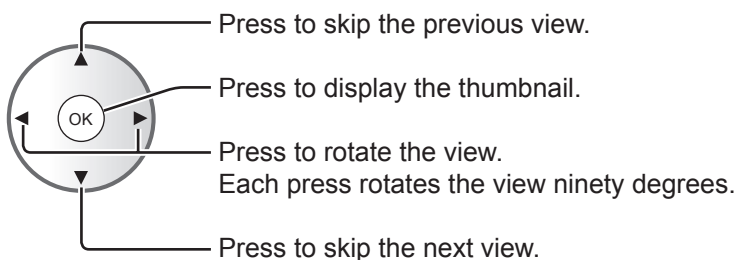 Press to skip the previous view.
Press to display the thumbnail.
OK
Press to rotate the view.
Each press rotates the view ninety degrees.
Press to skip the next view.